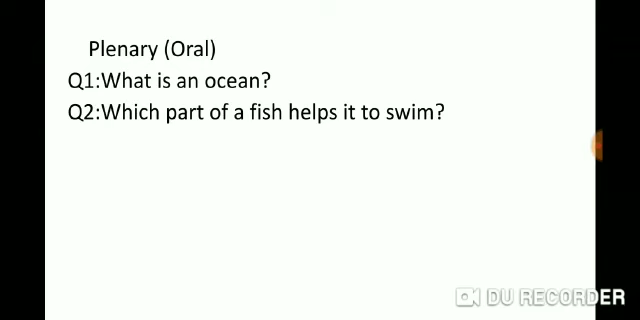 Plenary (Oral)
Q1:What is an ocean?
Q2:Which part of a fish helps it to swim?
DU RECORDER